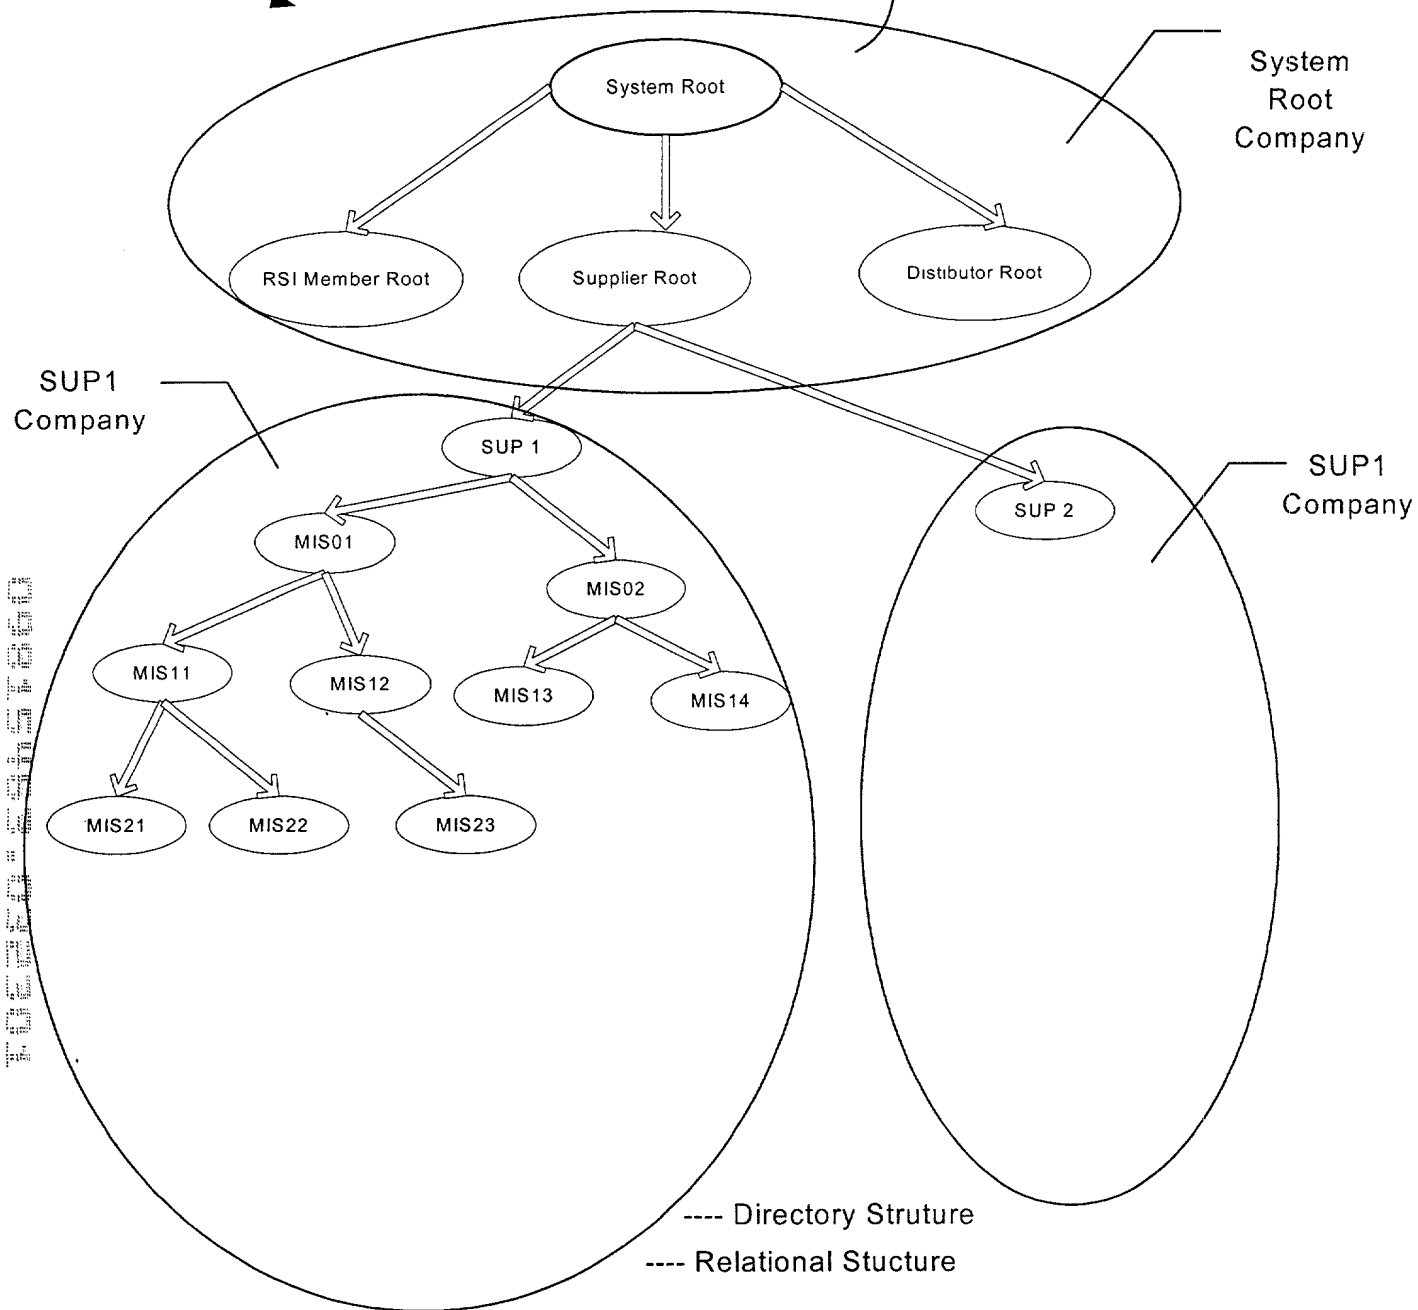 System Root
System
Root
Company
RSI Member Root
Supplier Root
Distibutor Root
SUP1
Company
SUP 1
SUP1
Company
SUP 2
MIS01
MIS02
MIS11
MIS12
MIS13
MIS14
MIS21
MIS22
MIS23
---- Directory Struture
---- Relational Stucture